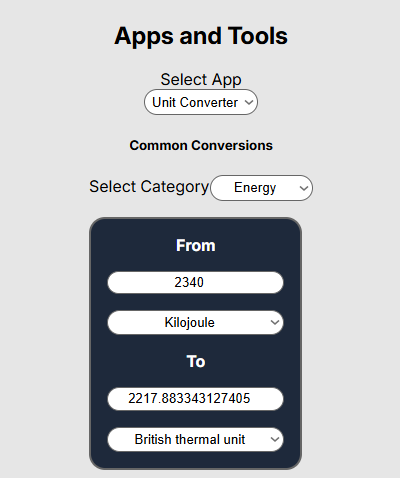 Apps and Tools
Select App
Unit Converter
Common Conversions
Select Category Energy
From
2340
Kilojoule
To
2217.883343127405
British thermal unit